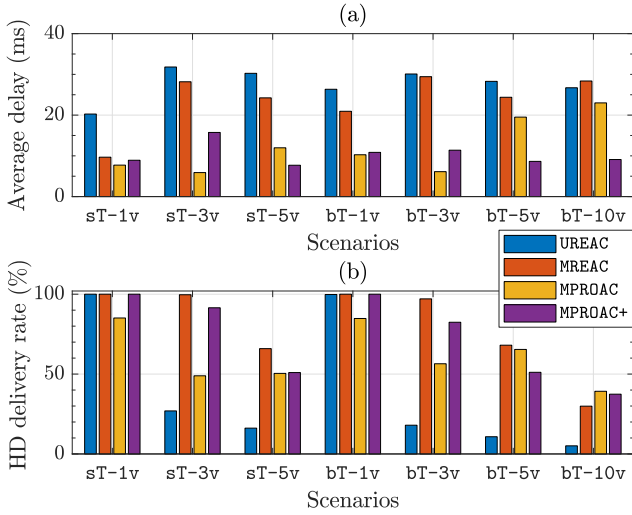 (a)
Average delay (ms)
40
20
0
sT-1v sT-3v sT-5v bT-1v bT-3v bT-5v bT-10v
Scenarios
UREAC
MREAC
MPROAC
MPROAC+
(b)
HD delivery rate (%)
100
50
0
sT-1v sT-3v sT-5v bT-1v bT-3v bT-5v bT-10v
Scenarios